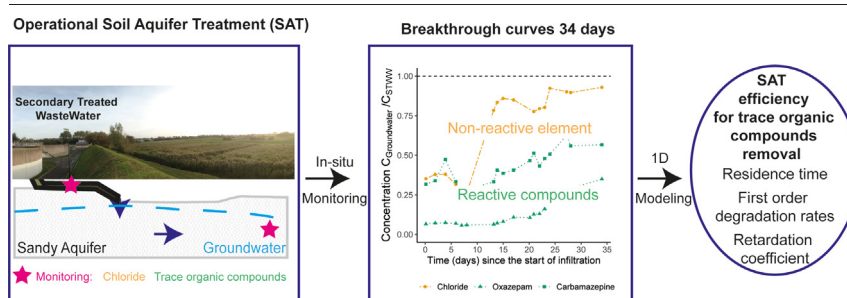 Operational Soil Aquifer Treatment (SAT)
Secondary Treated
WasteWater
Sandy Aquifer
Groundwater
Monitoring: Chloride Trace organic compounds
In-situ
Monitoring
Breakthrough curves 34 days
Concentration CGroundwater /CSTWW
1.00
0.75
0.50
0.25
0.00
Non-reactive element
Reactive compounds
0 5 10 15 20 25 30 35
Time (days) since the start of infiltration
Chloride Oxazepam Carbamazepine
1D
Modeling
SAT
efficiency
for trace organic
compounds
removal
Residence time
First order
degradation rates
Retardation
coefficient